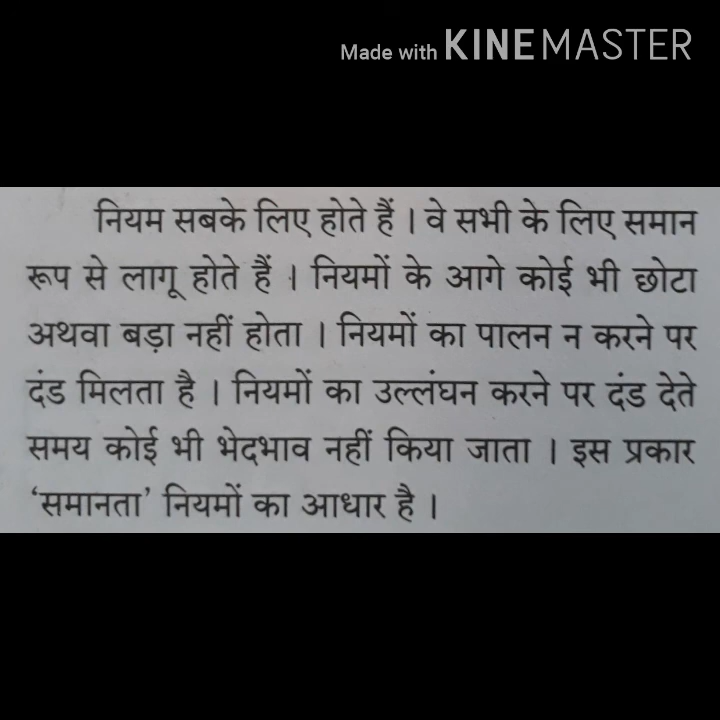 Made with KINEMASTER
नियम सबके लिए होते हैं । वे सभी के लिए समान
रूप से लागू होते हैं । नियमों के आगे कोई भी छोटा
अथवा बड़ा नहीं होता । नियमों का पालन न करने पर
दंड मिलता है । नियमों का उल्लंघन करने पर दंड देते
समय कोई भी भेदभाव नहीं किया जाता । इस प्रकार
‘समानता’ नियमों का आधार है ।